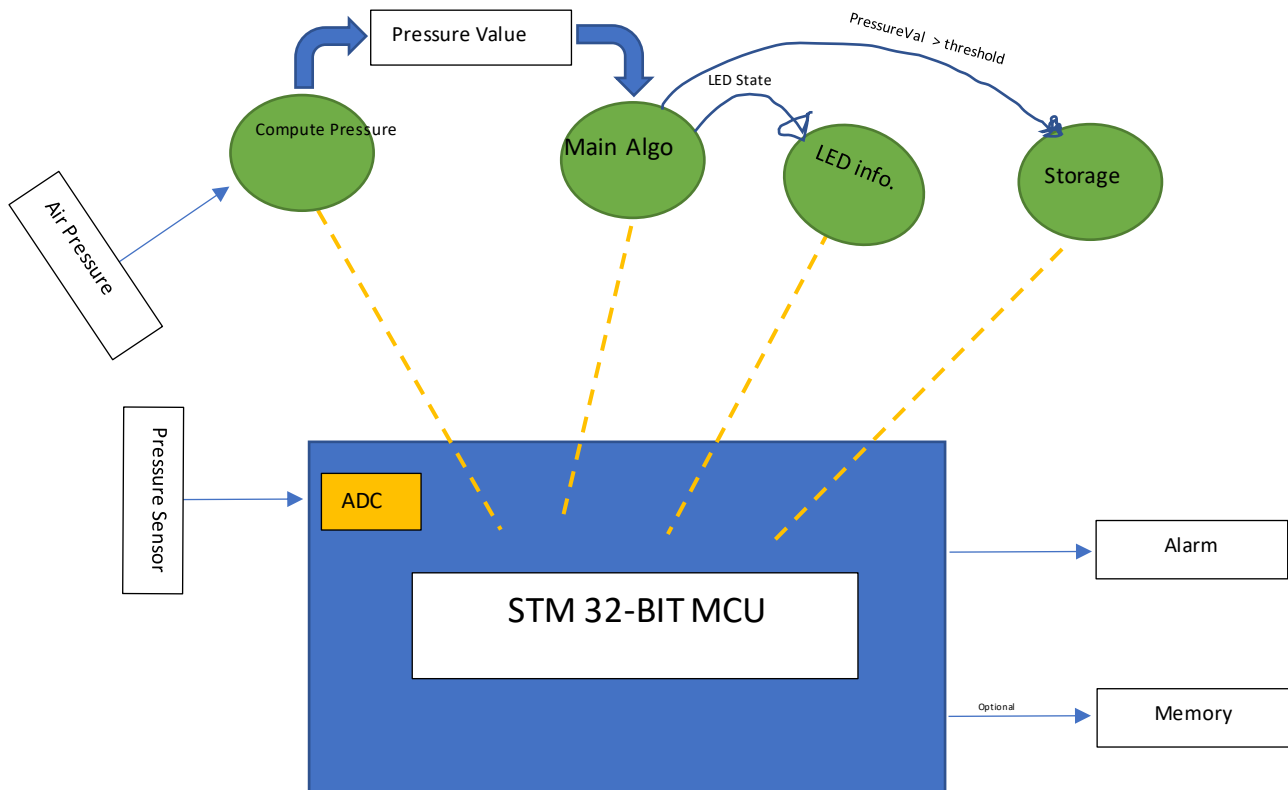 Pressure Value
PressureVal > threshold
LED State
Compute Pressure
Main Algo
LED info.
Storage
Air Pressure
Pressure Sensor
ADC
STM 32-BIT MCU
Alarm
Optional
Memory